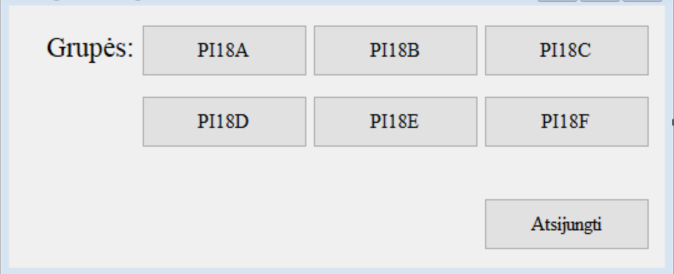 Grupės: PI18A PI18B PI18C
PI18D PI18E PI18F
Atsijungti